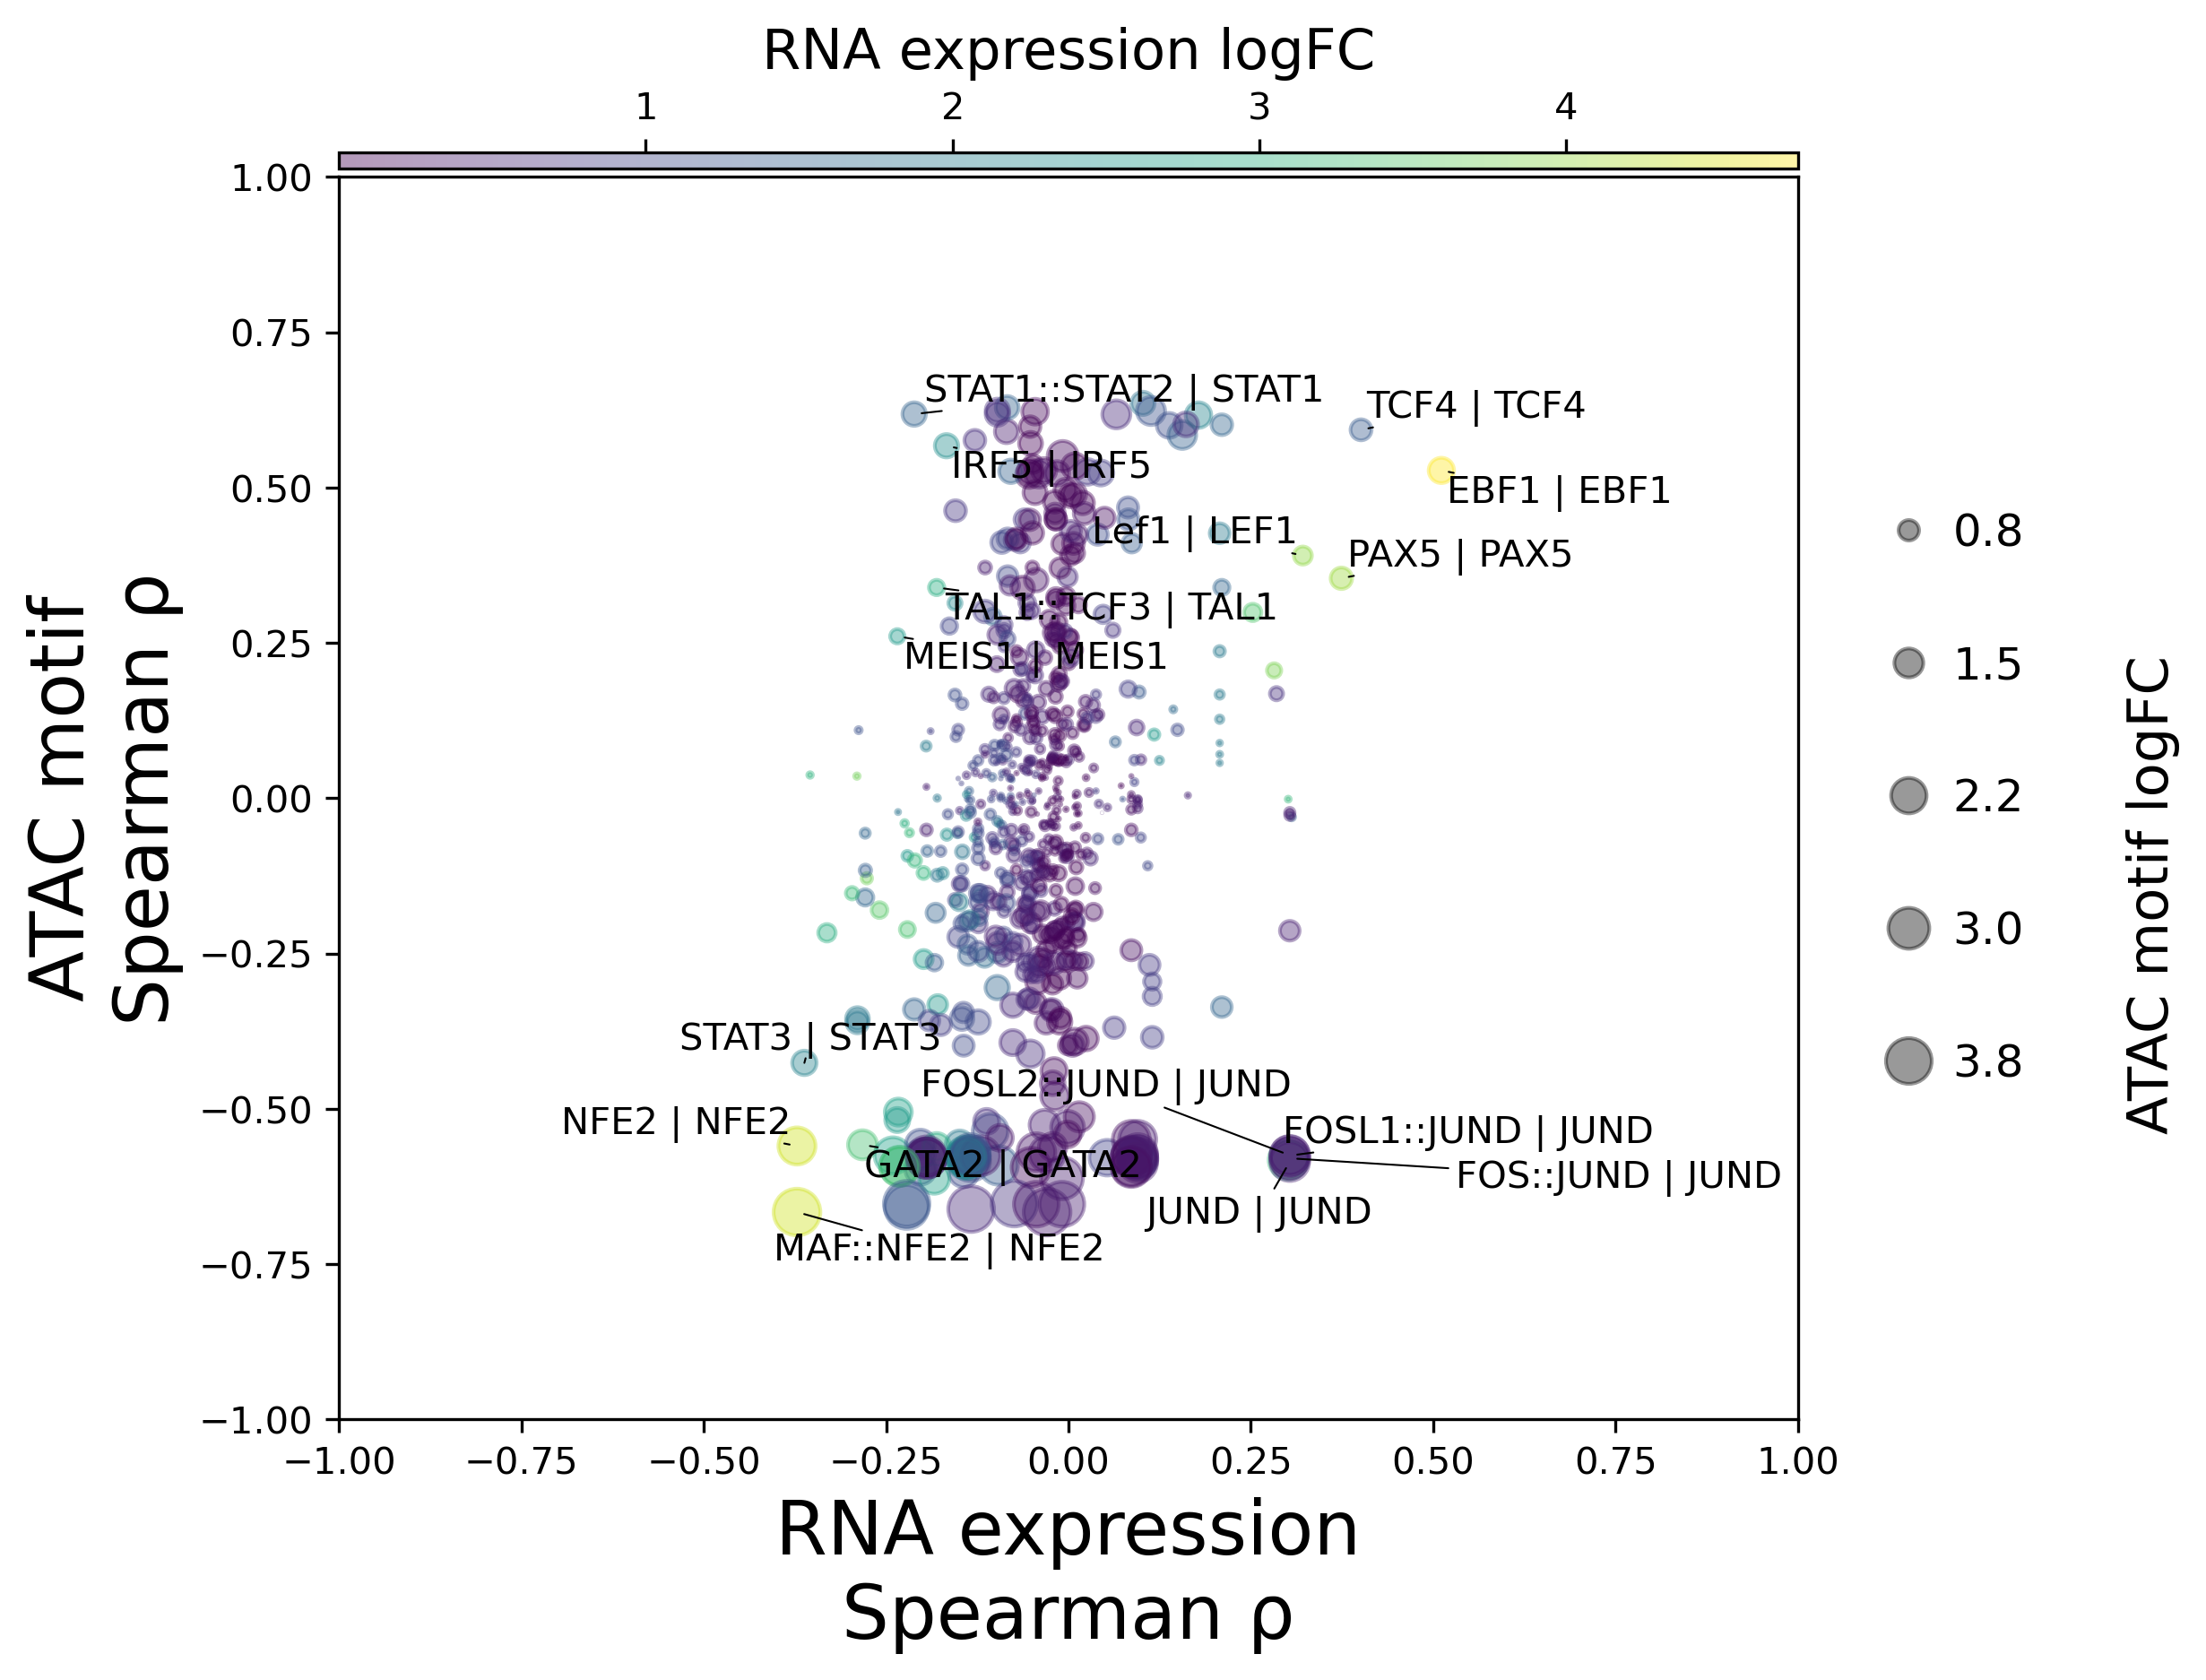 RNA expression logFC
1 2 3 4
1.00
0.75
0.50
0.25
0.00
−0.25
−0.50
−0.75
−1.00
ATAC motif
Spearman ρ
STAT1::STAT2 | STAT1
TCF4 | TCF4
IRF5 | IRF5
EBF1 | EBF1
Lef1 | LEF1
PAX5 | PAX5
TAL1::TCF3 | TAL1
MEIS1 | MEIS1
STAT3 | STAT3
FOSL2::JUND | JUND
NFE2 | NFE2
FOSL1::JUND | JUND
GATA2 | GATA2
FOS::JUND | JUND
JUND | JUND
MAF::NFE2 | NFE2
−1.00 −0.75 −0.50 −0.25 0.00 0.25 0.50 0.75 1.00
RNA expression
Spearman ρ
0.8
1.5
2.2
3.0
3.8
ATAC motif logFC